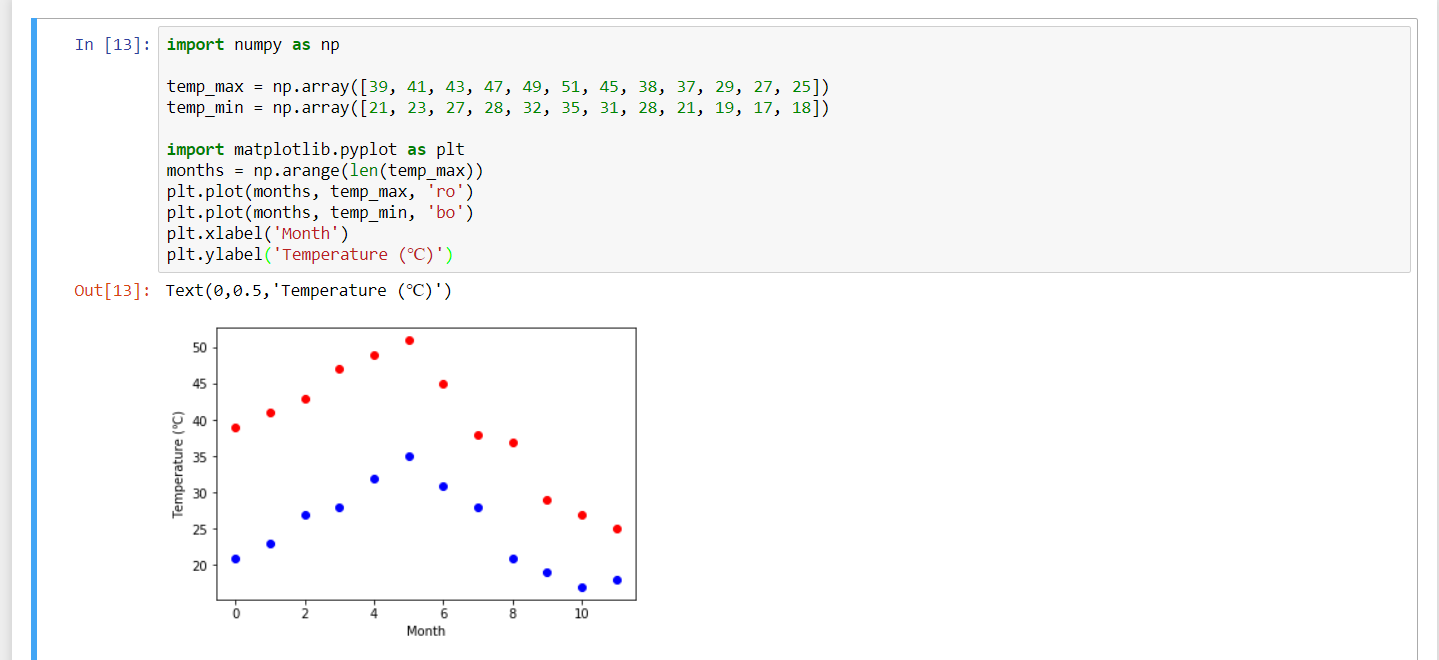 In [13]: import numpy as np
temp_max = np.array([39, 41, 43, 47, 49, 51, 45, 38, 37, 29, 27, 25])
temp_min = np.array([21, 23, 27, 28, 32, 35, 31, 28, 21, 19, 17, 18])
import matplotlib.pyplot as plt
months = np.arange(len(temp_max))
plt.plot(months, temp_max, 'ro')
plt.plot(months, temp_min, 'bo')
plt.xlabel('Month')
plt.ylabel('Temperature (℃)')
Out[13]: Text(0,0.5,'Temperature (℃)')
50
45
40
35
30
25
20
Temperature (℃)
0 2 4 6 8 10
Month